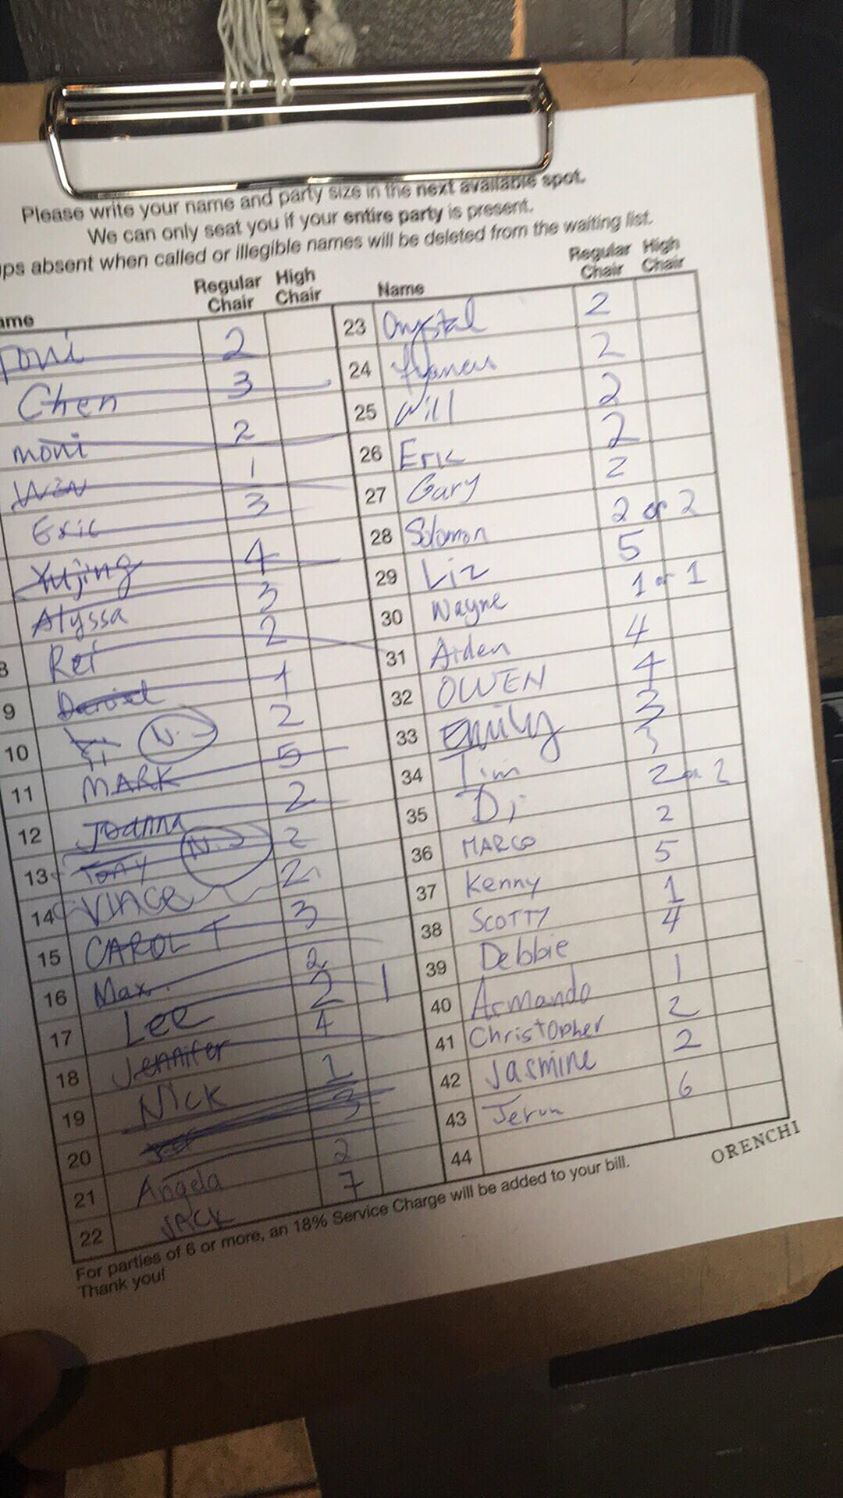 Please write your name and party size in the next available spot.
We can only seat you if your entire party is present.
ps absent when called or illegible names will be deleted from the waiting list.
ame Regular Chair High Chair
Toni 2
Chen 3
moni 2
Win 1
Eric 3
Yujing 4
Alyssa 3
8 Ret 2
9 Daniel 1
10 Yi N. 2
11 MARK 5
12 Joanna 2
13 Tony N. 2
14 VINCE 2
15 CAROL T 3
16 Max 2
17 Lee 2 1
18 Jennifer 4
19 NICK 1
20 3
21 Angela 2
22 JACK 7
Name Regular Chair High Chair
23 Crystal 2
24 Frances 2
25 Will 2
26 Eric 2
27 Gary 2
28 Solomon 2 or 2
29 Liz 5
30 Wayne 1 or 1
31 Aiden 4
32 OWEN 4
33 Emily 3
34 Tim 3
35 Di 2 or 2
36 MARCO 2
37 Kenny 5
38 SCOTTY 1
39 Debbie 4
40 Armando 1
41 Christopher 2
42 Jasmine 2
43 6
44
ORENCHI
For parties of 6 or more, an 18% Service Charge will be added to your bill.
Thank you!